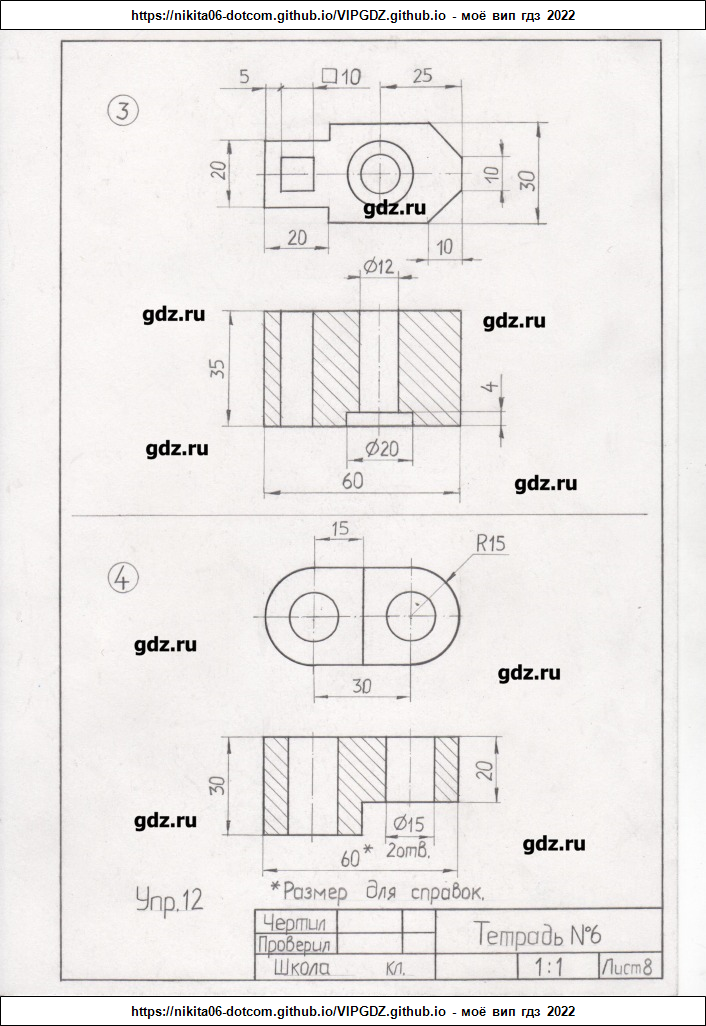 https://nikita06-dotcom.github.io/VIPGDZ.github.io - моё вип гдз 2022
3
5 □10 25
20 10 30
gdz.ru
20 10
Ø12
gdz.ru gdz.ru
35 4
gdz.ru Ø20
60 gdz.ru
15
R15
4
gdz.ru gdz.ru
30
30 20
gdz.ru Ø15
60* 2отв. gdz.ru
*Размер для справок.
Упр.12
Чертил
Проверил
Тетрадь №6
Школа кл. 1:1 Лист8
https://nikita06-dotcom.github.io/VIPGDZ.github.io - моё вип гдз 2022